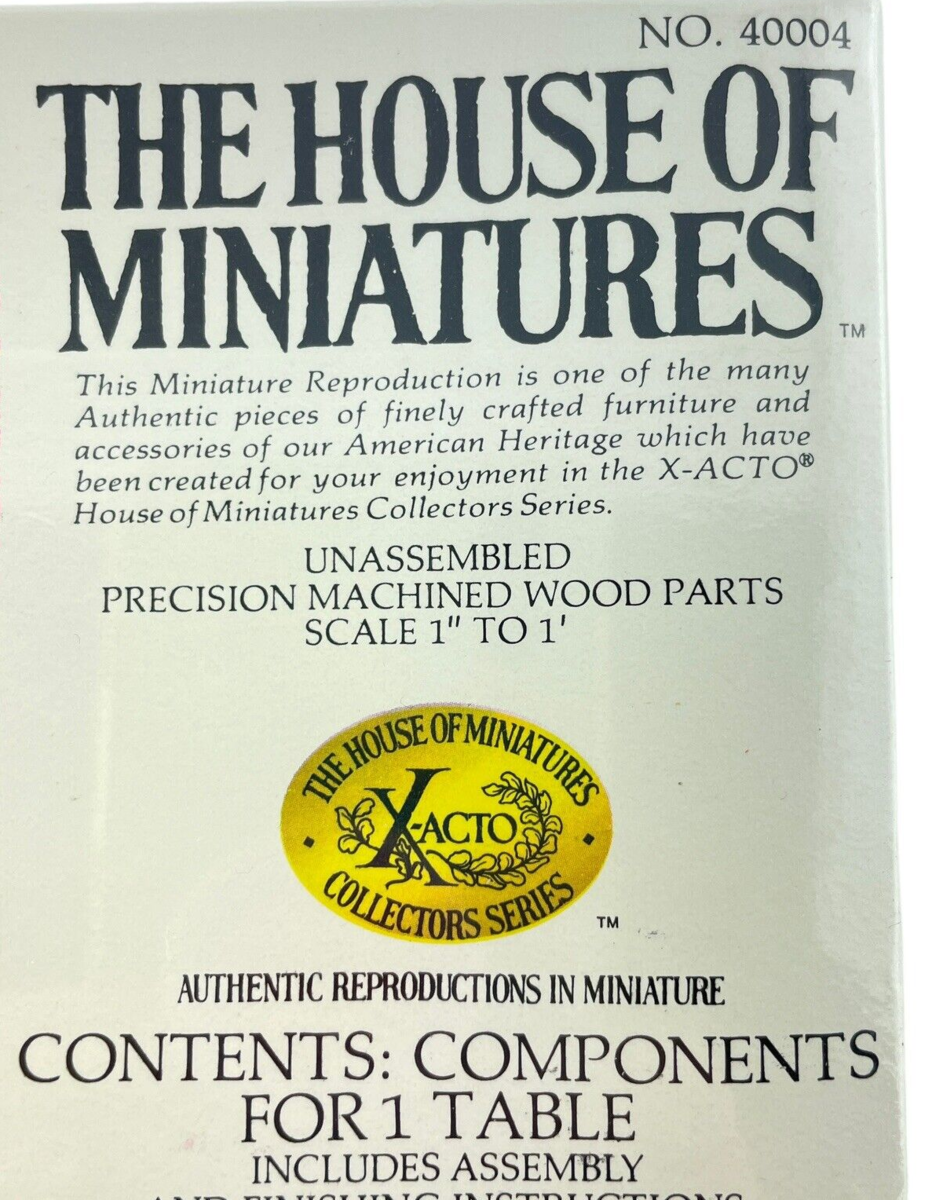 NO. 40004
THE HOUSE OF
MINIATURES ™
This Miniature Reproduction is one of the many
Authentic pieces of finely crafted furniture and
accessories of our American Heritage which have
been created for your enjoyment in the X-ACTO®
House of Miniatures Collectors Series.
UNASSEMBLED
PRECISION MACHINED WOOD PARTS
SCALE 1" TO 1'
THE HOUSE OF MINIATURES
X-ACTO
COLLECTORS SERIES ™
AUTHENTIC REPRODUCTIONS IN MINIATURE
CONTENTS: COMPONENTS
FOR 1 TABLE
INCLUDES ASSEMBLY
AND FINISHING INSTRUCTIONS